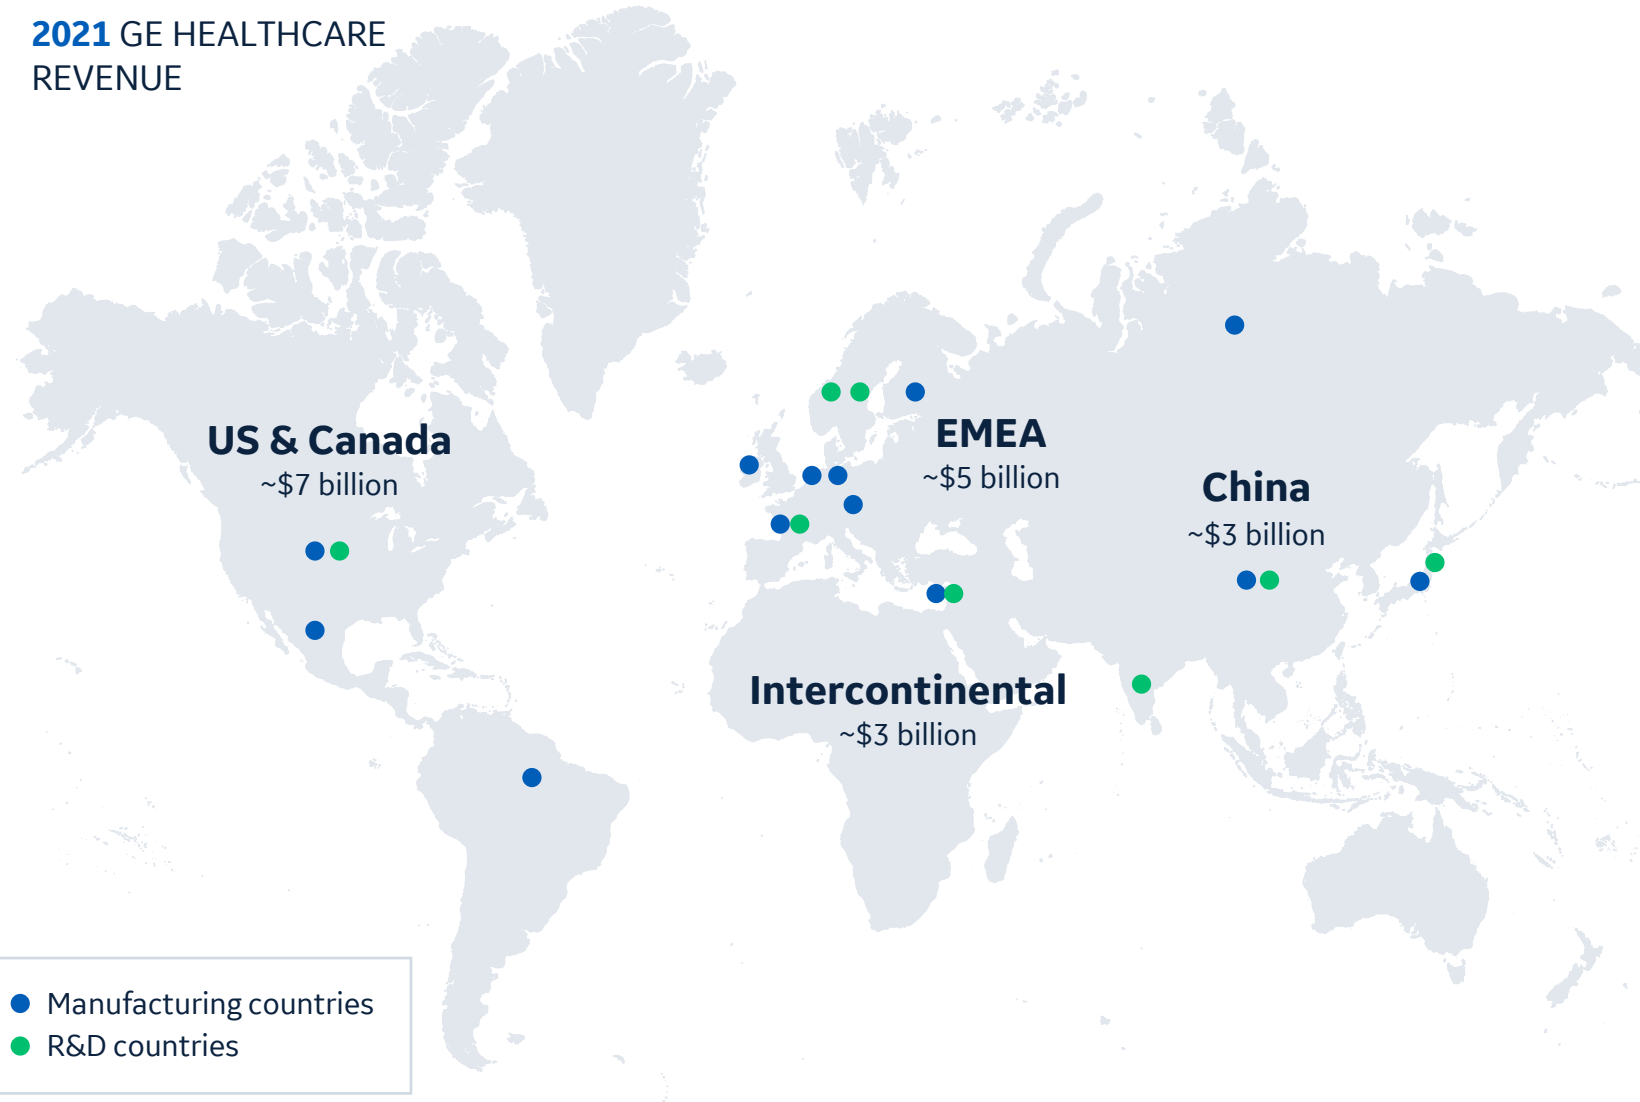 2021 GE HEALTHCARE
REVENUE
US & Canada
~$7 billion
EMEA
~$5 billion
China
~$3 billion
Intercontinental
~$3 billion
Manufacturing countries
R&D countries